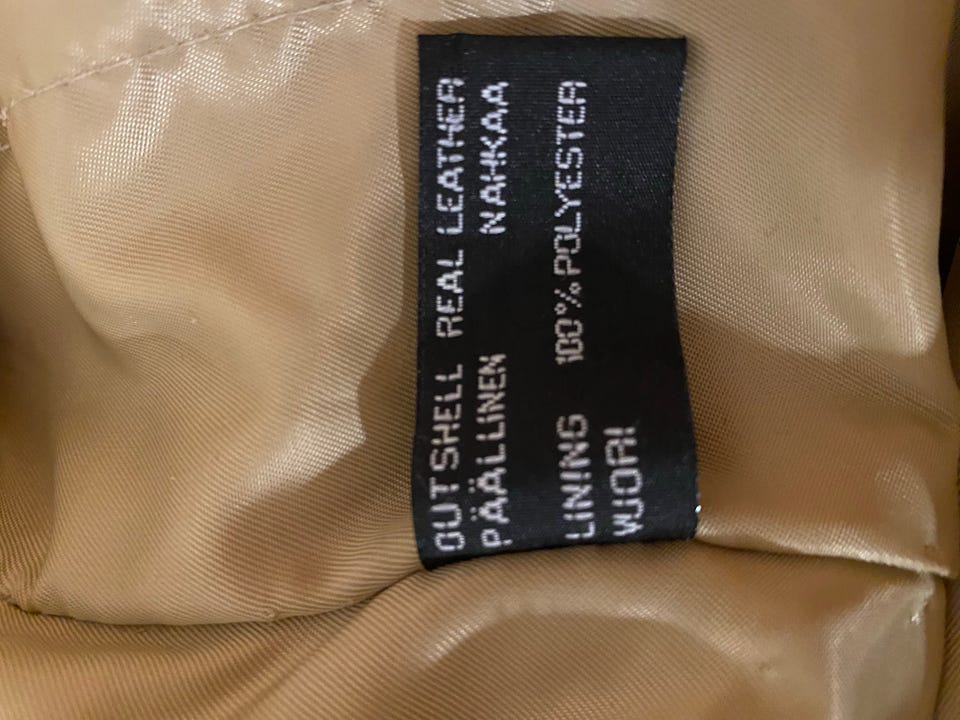 OUTSHELL REAL LEATHER
PÄÄLLINEN NAHKAA
LINING 100% POLYESTER
VUORI